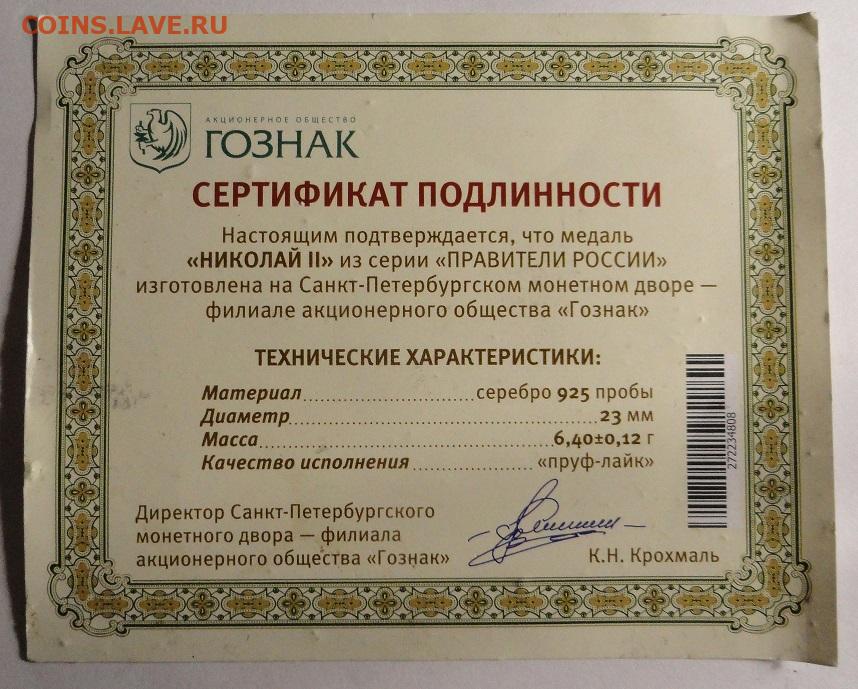 COINS.LAVE.RU
АКЦИОНЕРНОЕ ОБЩЕСТВО
ГОЗНАК
СЕРТИФИКАТ ПОДЛИННОСТИ
Настоящим подтверждается, что медаль
«НИКОЛАЙ II» из серии «ПРАВИТЕЛИ РОССИИ»
изготовлена на Санкт-Петербургском монетном дворе —
филиале акционерного общества «Гознак»
ТЕХНИЧЕСКИЕ ХАРАКТЕРИСТИКИ:
Материал серебро 925 пробы
Диаметр 23 мм
Масса 6,40±0,12 г
Качество исполнения «пруф-лайк»
272234808
Директор Санкт-Петербургского
монетного двора — филиала
акционерного общества «Гознак»
К.Н. Крохмаль